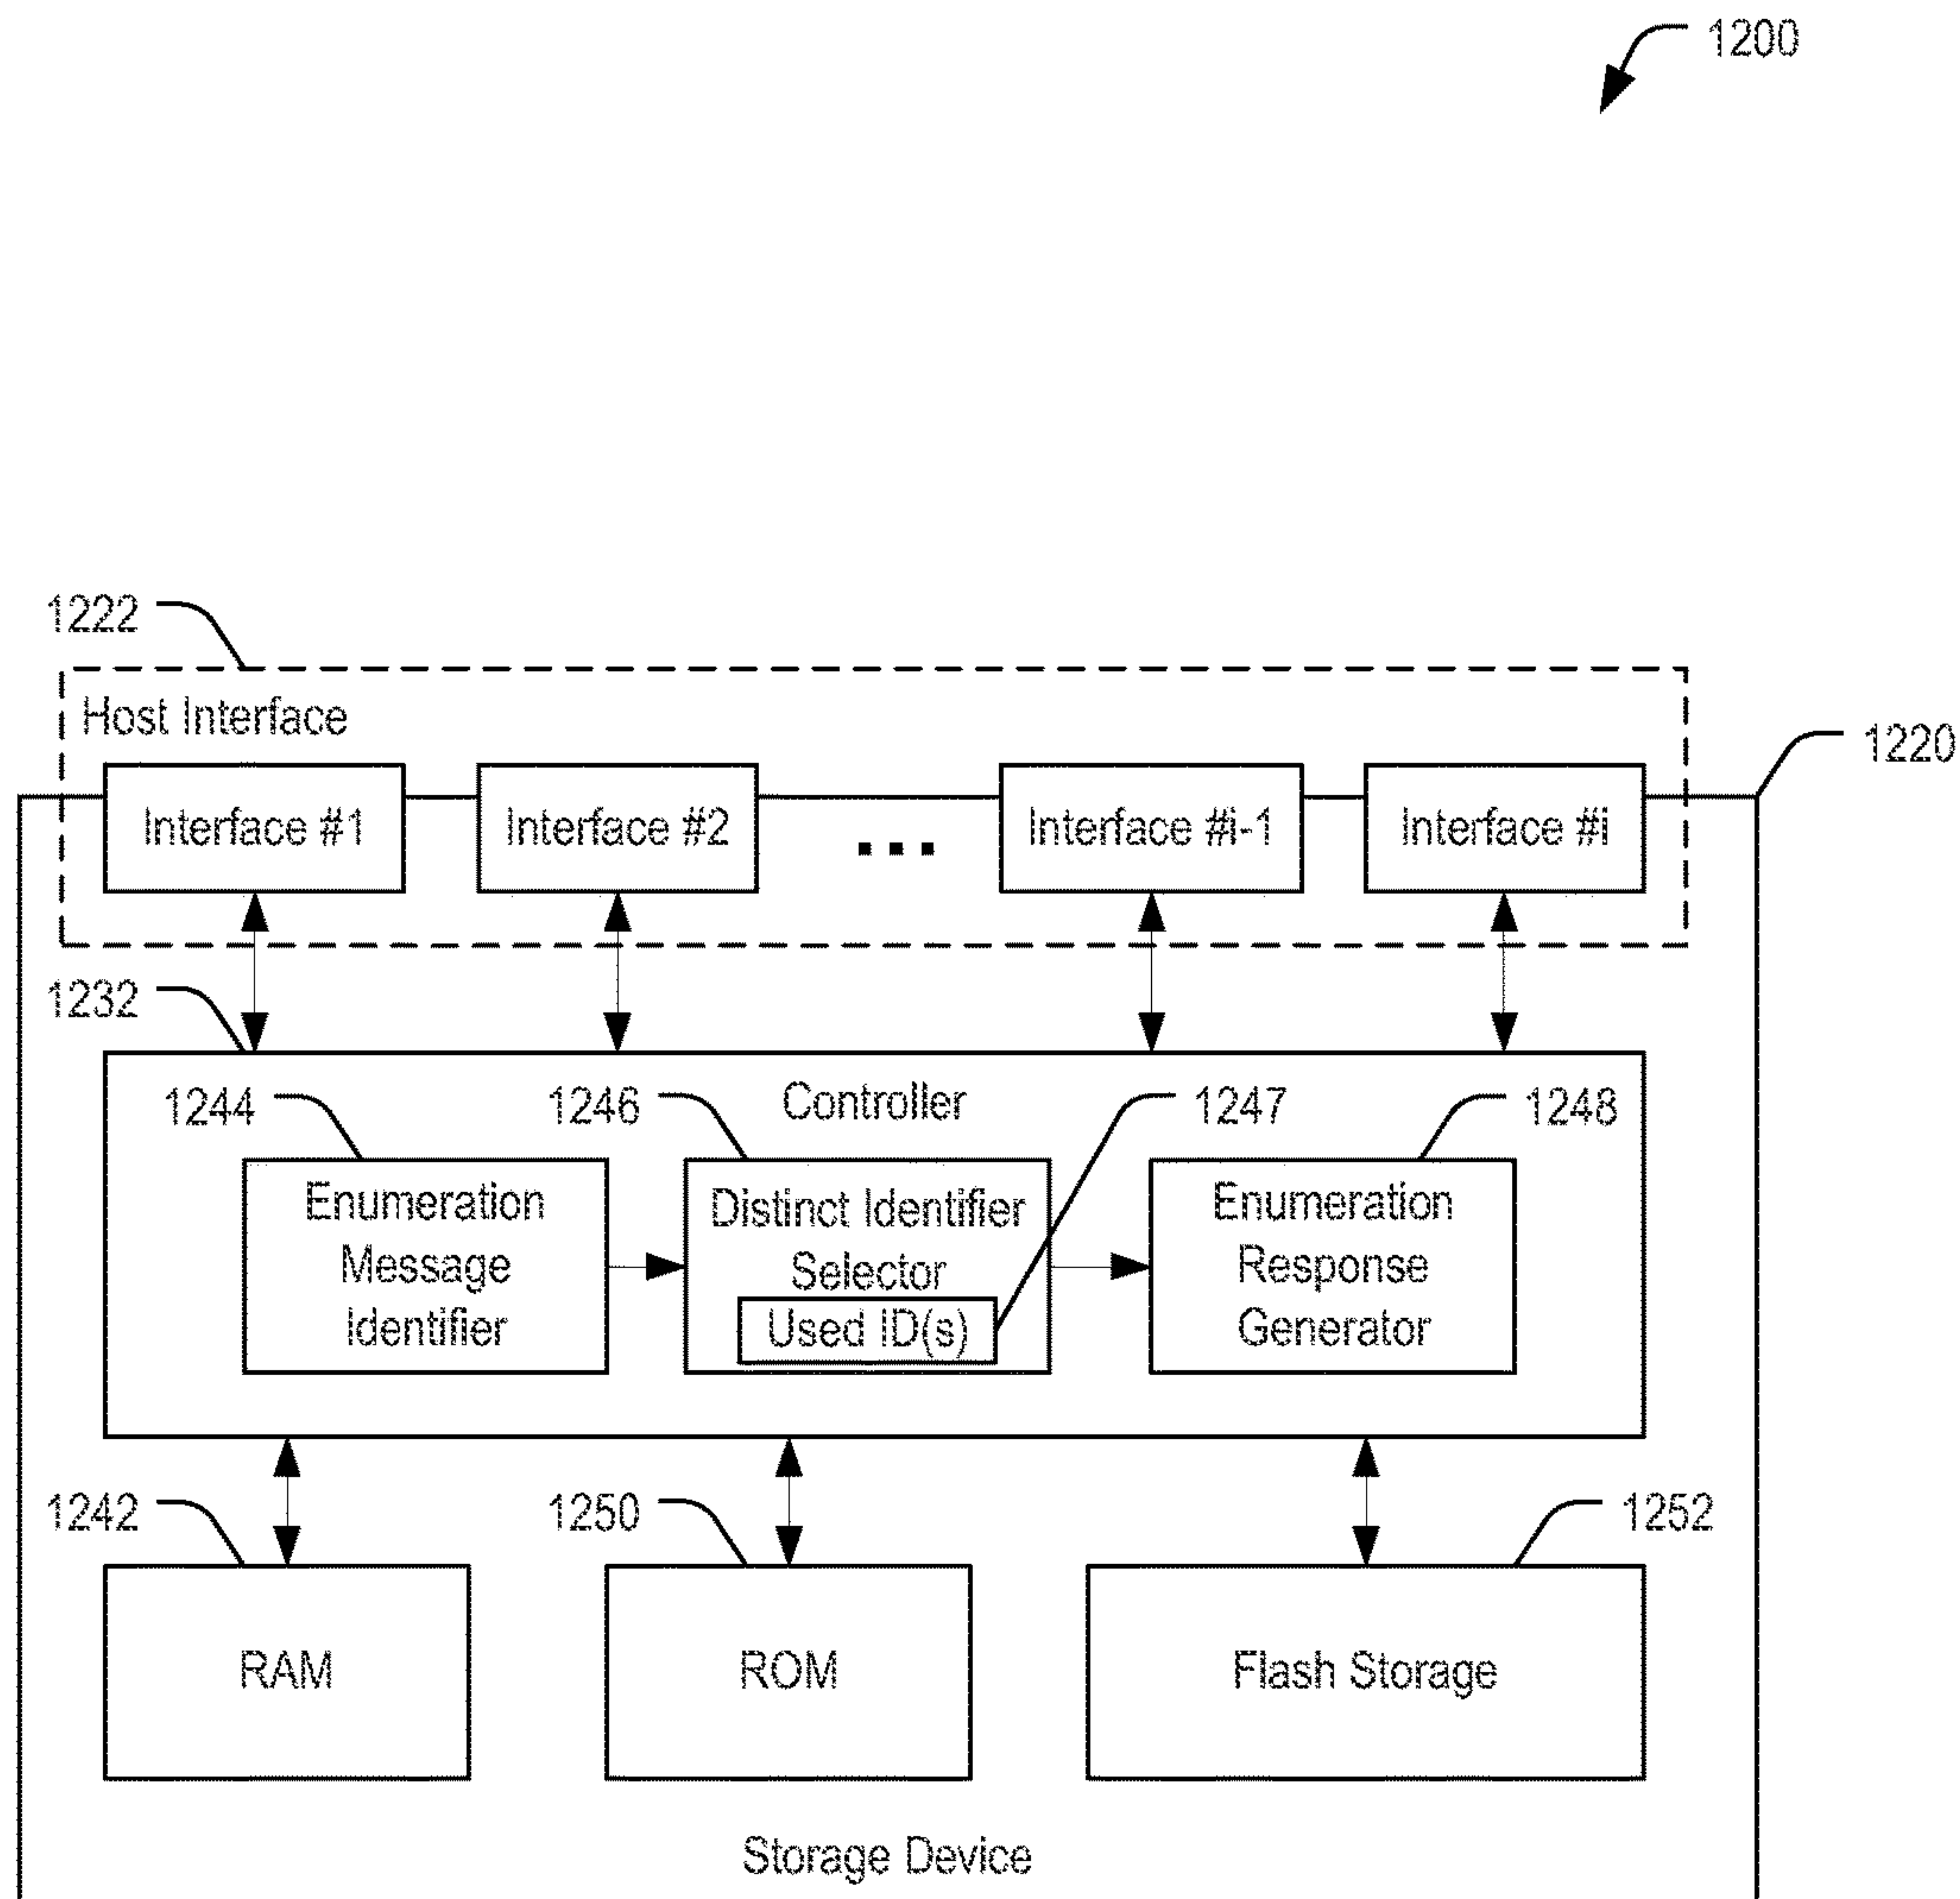 1200
1222
Host Interface
1220
Interface #1
Interface #2
...
Interface #i-1
Interface #i
1232
Controller
1244
1246
1247
1248
Enumeration
Message
Identifier
Distinct Identifier
Selector
Used ID(s)
Enumeration
Response
Generator
1242
1250
1252
RAM
ROM
Flash Storage
Storage Device